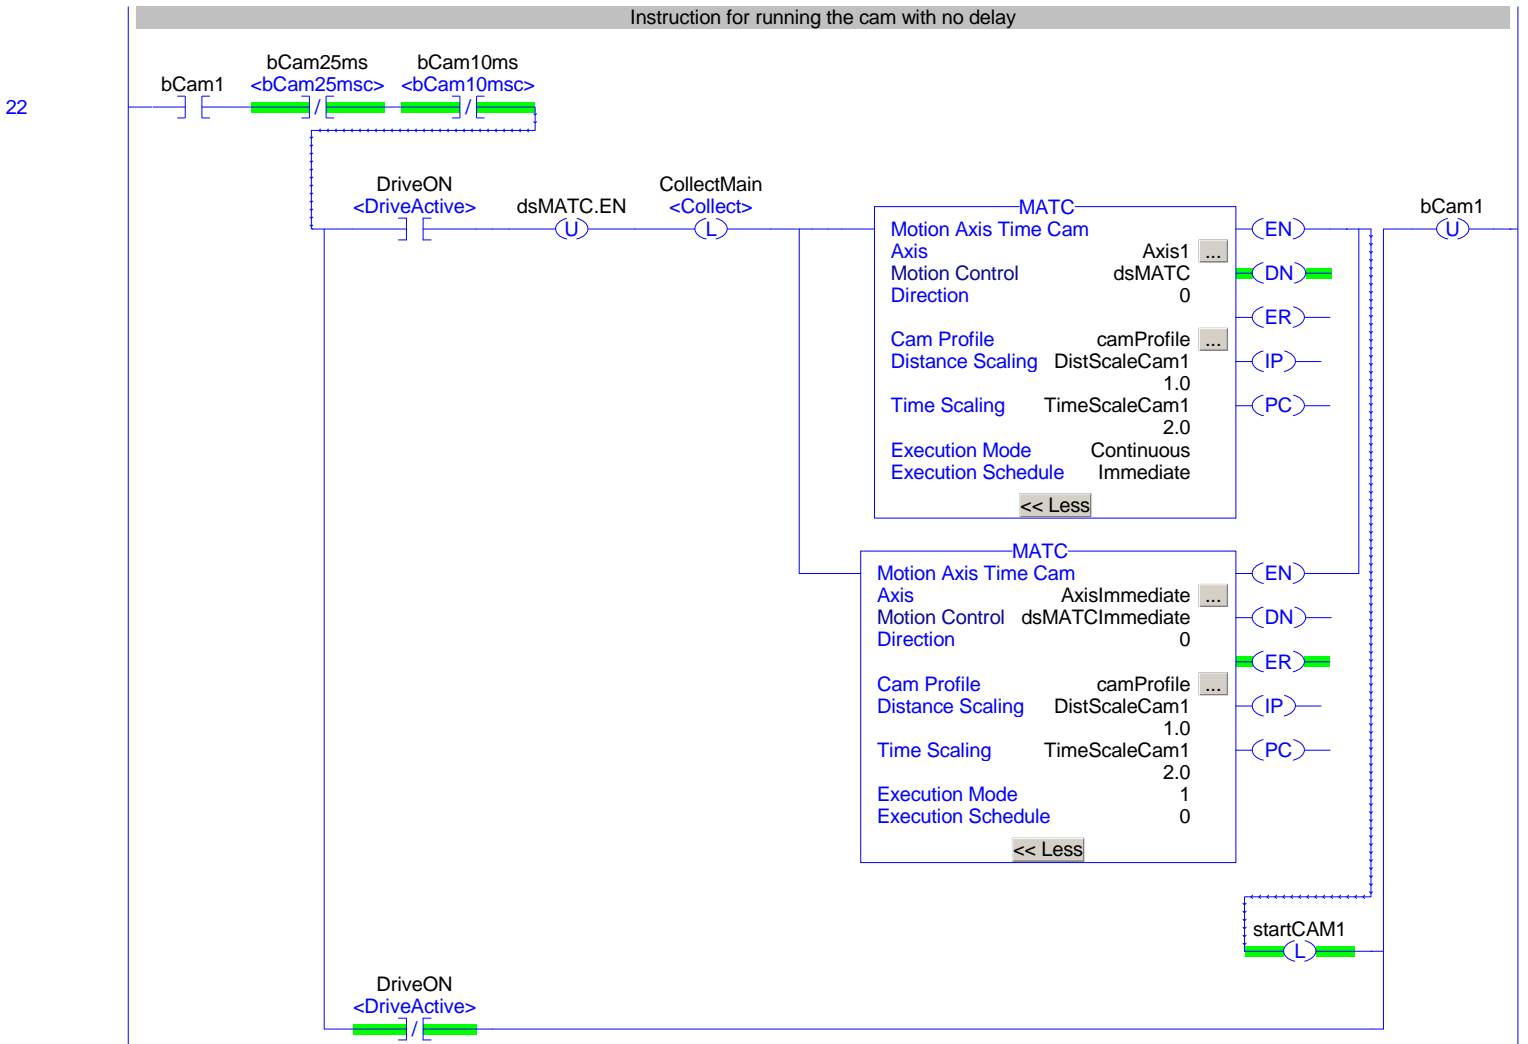 Instruction for running the cam with no delay
bCam25ms bCam10ms
bCam1 <bCam25msc> <bCam10msc>
22
/ /
DriveON CollectMain
<DriveActive> dsMATC.EN <Collect> MATC bCam1
U L Motion Axis Time Cam EN U
Axis Axis1 ...
Motion Control dsMATC DN
Direction 0
ER
Cam Profile camProfile ...
Distance Scaling DistScaleCam1 IP
1.0
Time Scaling TimeScaleCam1 PC
2.0
Execution Mode Continuous
Execution Schedule Immediate
<< Less
MATC
Motion Axis Time Cam EN
Axis AxisImmediate ...
Motion Control dsMATCImmediate DN
Direction 0
ER
Cam Profile camProfile ...
Distance Scaling DistScaleCam1 IP
1.0
Time Scaling TimeScaleCam1 PC
2.0
Execution Mode 1
Execution Schedule 0
<< Less
startCAM1
L
DriveON
<DriveActive>
/